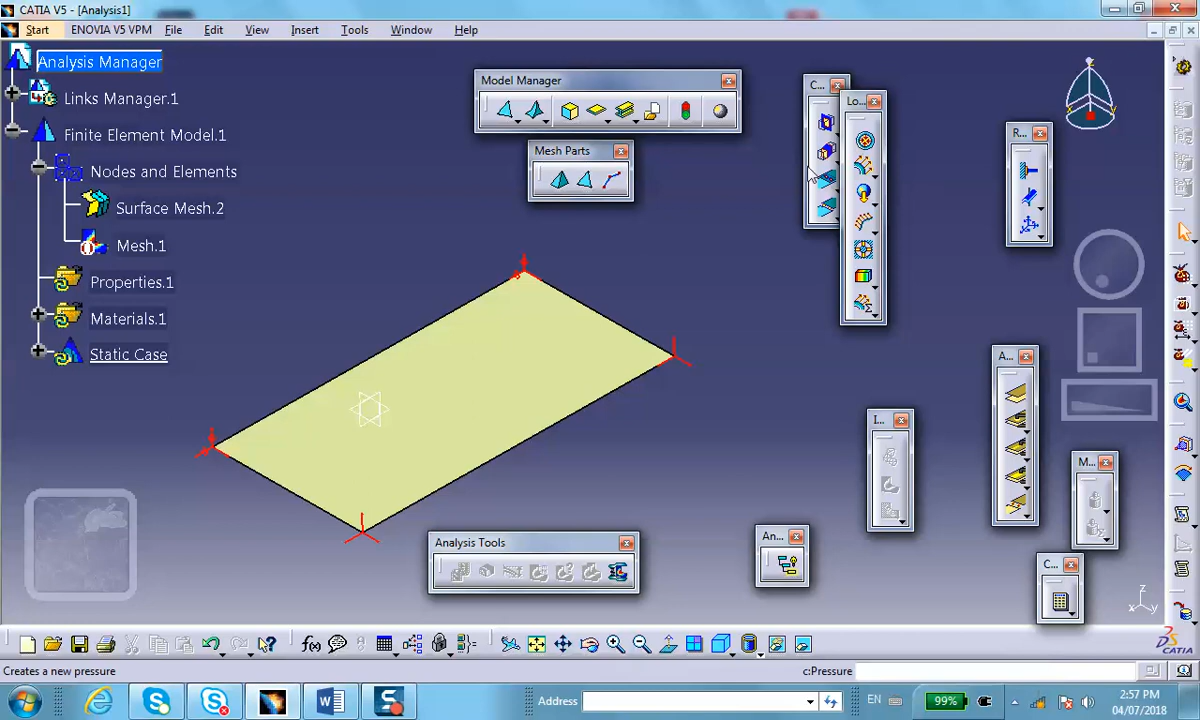 CATIA V5 - [Analysis1]
Start ENOVIA V5 VPM File Edit View Insert Tools Window Help
Analysis Manager
Links Manager.1
Finite Element Model.1
Nodes and Elements
Surface Mesh.2
Mesh.1
Properties.1
Materials.1
Static Case
Model Manager
Mesh Parts
C...
Lo...
R...
A...
I...
M...
Analysis Tools
An...
C...
z
x
y
f(x)
DS CATIA
Creates a new pressure
c:Pressure
Address
EN
99%
2:57 PM
04/07/2018